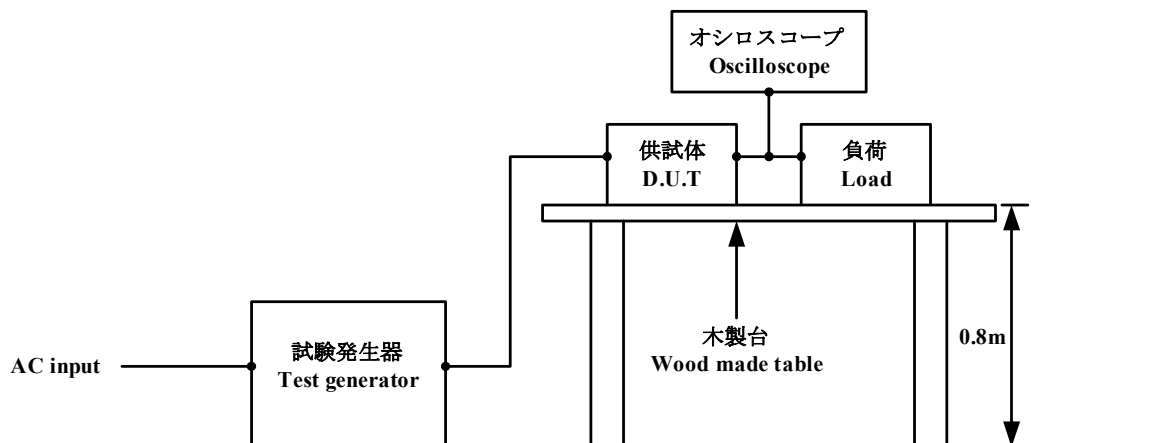 オシロスコープ
Oscilloscope
供試体
D.U.T
負荷
Load
試験発生器
Test generator
AC input
木製台
Wood made table
0.8m